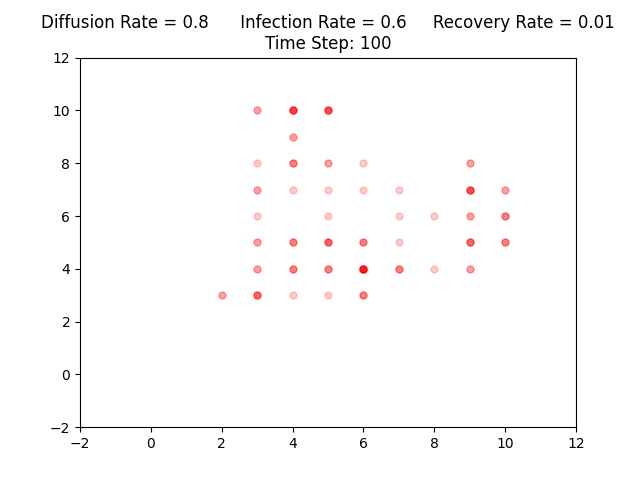 Diffusion Rate = 0.8      Infection Rate = 0.6     Recovery Rate = 0.01
Time Step: 100
12
10
8
6
4
2
0
−2
−2 0 2 4 6 8 10 12